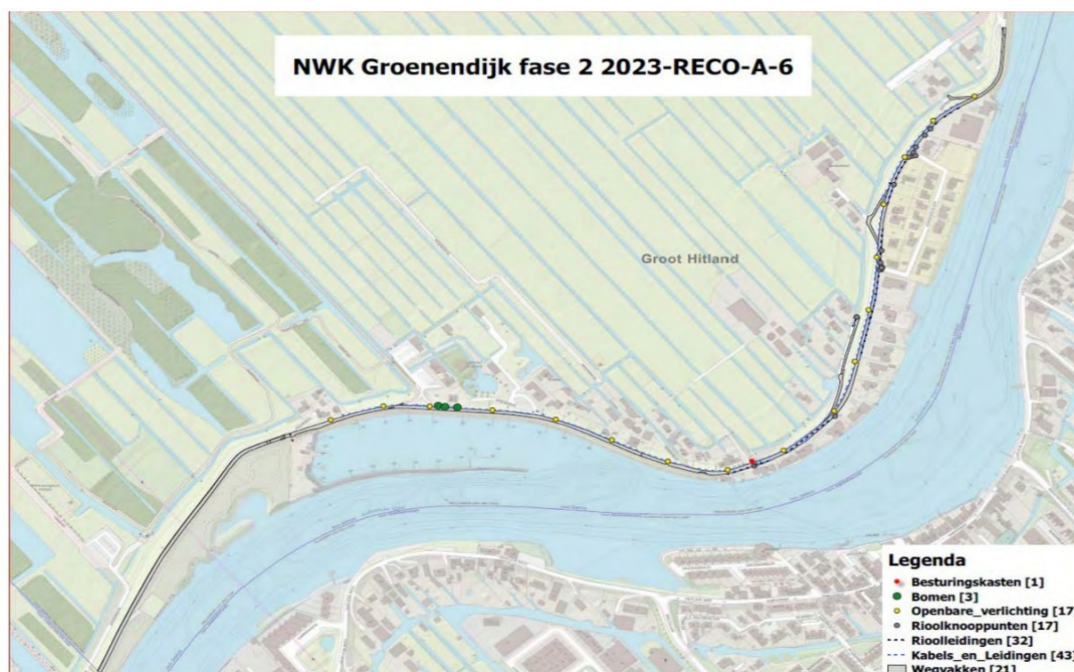 NWK Groenendijk fase 2 2023-RECO-A-6
Groot Hitland
Legenda
Besturingskasten [1]
Bomen [3]
Openbare_verlichting [17
Rioolknooppunten [17]
Rioolleidingen [32]
Kabels_en_Leidingen [43]
Wegvakken [21]